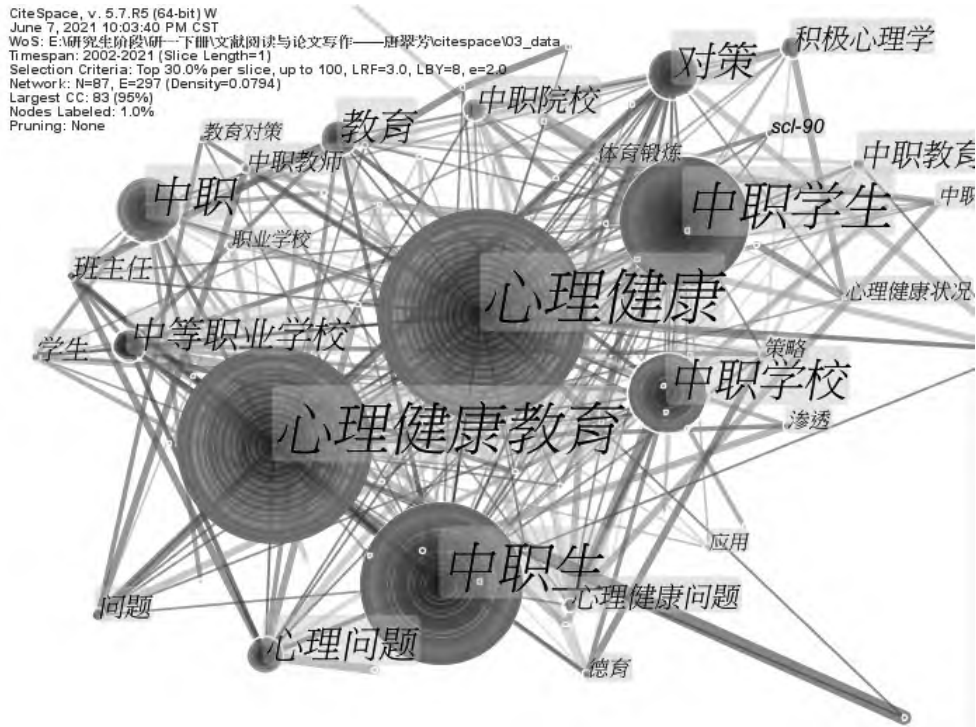 CiteSpace, v. 5.7.R5 (64-bit) W
June 7, 2021 10:03:40 PM CST
WoS: E:\研究生阶段\研一下册\文献阅读与论文写作——唐翠芳\citespace\03_data
Timespan: 2002-2021 (Slice Length=1)
Selection Criteria: Top 30.0% per slice, up to 100, LRF=3.0, LBY=8, e=2.0
Network: N=87, E=297 (Density=0.0794)
Largest CC: 83 (95%)
Nodes Labeled: 1.0%
Pruning: None
积极心理学
对策
中职院校
教育
教育对策
scl-90
中职教师
体育锻炼
中职教育
中职
中职学生
中职
职业学校
班主任
心理健康
心理健康状况
学生
中等职业学校
策略
中职学校
心理健康教育
渗透
应用
中职生
心理健康问题
问题
心理问题
德育